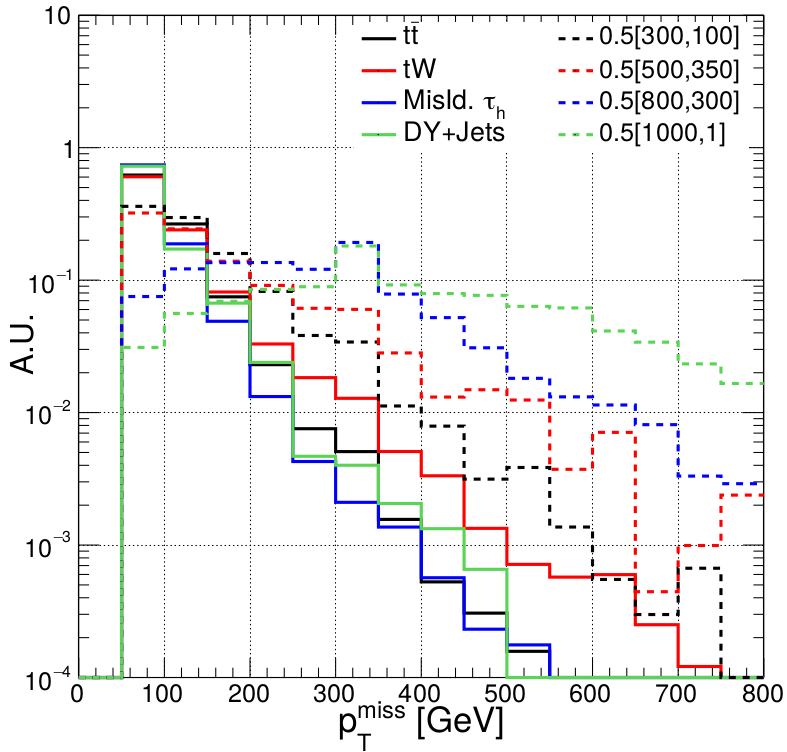 10
1
10−1
10−2
10−3
10−4
A.U.
tt̄
tW
MisId. τh
DY+Jets
0.5[300,100]
0.5[500,350]
0.5[800,300]
0.5[1000,1]
0 100 200 300 400 500 600 700 800
pTmiss [GeV]